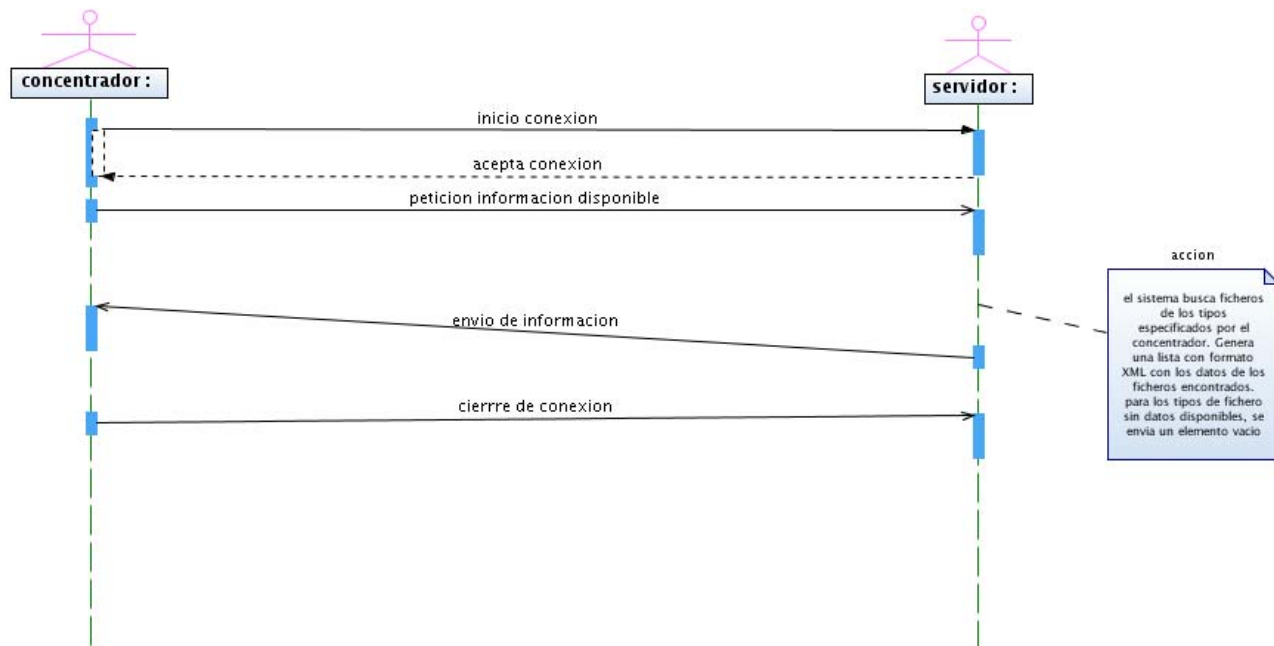 concentrador :
servidor :
inicio conexion
acepta conexion
peticion informacion disponible
accion
el sistema busca ficheros
de los tipos
especificados por el
concentrador. Genera
una lista con formato
XML con los datos de los
ficheros encontrados.
para los tipos de fichero
sin datos disponibles, se
envia un elemento vacio
envio de informacion
cierrre de conexion